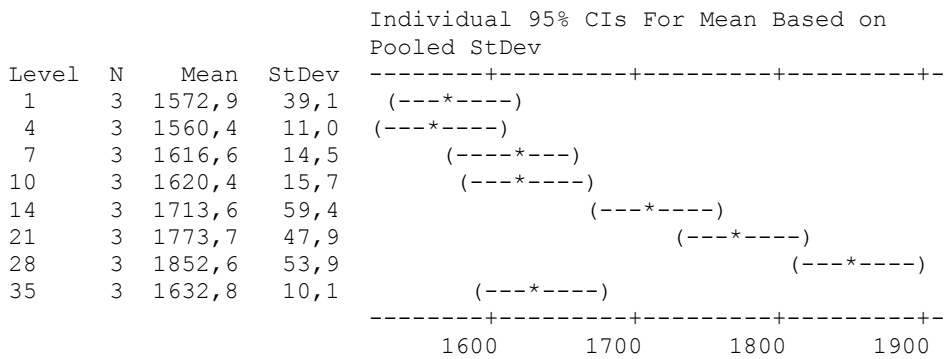 Individual 95% CIs For Mean Based on
                         Pooled StDev
Level  N    Mean  StDev  --------+---------+---------+---------+-
 1     3  1572,9   39,1   (---*----)
 4     3  1560,4   11,0  (---*----)
 7     3  1616,6   14,5       (----*---)
10     3  1620,4   15,7        (---*----)
14     3  1713,6   59,4                 (---*----)
21     3  1773,7   47,9                       (---*----)
28     3  1852,6   53,9                               (---*----)
35     3  1632,8   10,1         (---*----)
                         --------+---------+---------+---------+-
                              1600      1700      1800      1900